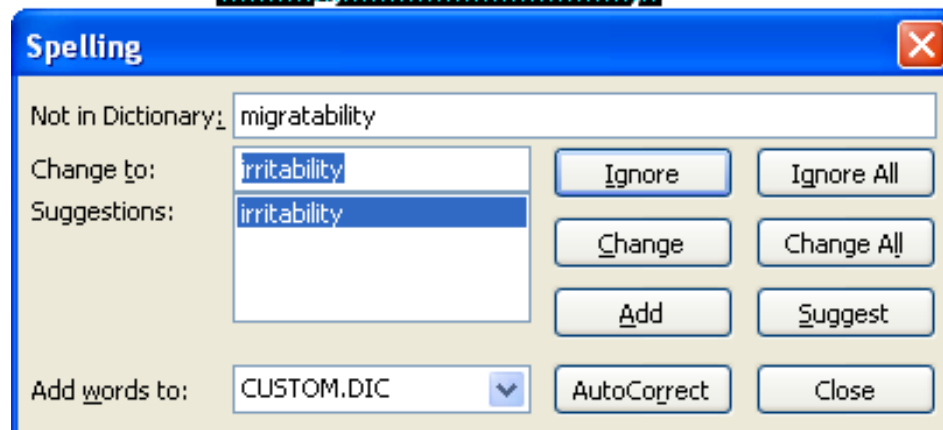 Spelling
Not in Dictionary: migratability
Change to: irritability Ignore Ignore All
Suggestions: irritability
Change Change All
Add Suggest
Add words to: CUSTOM.DIC AutoCorrect Close